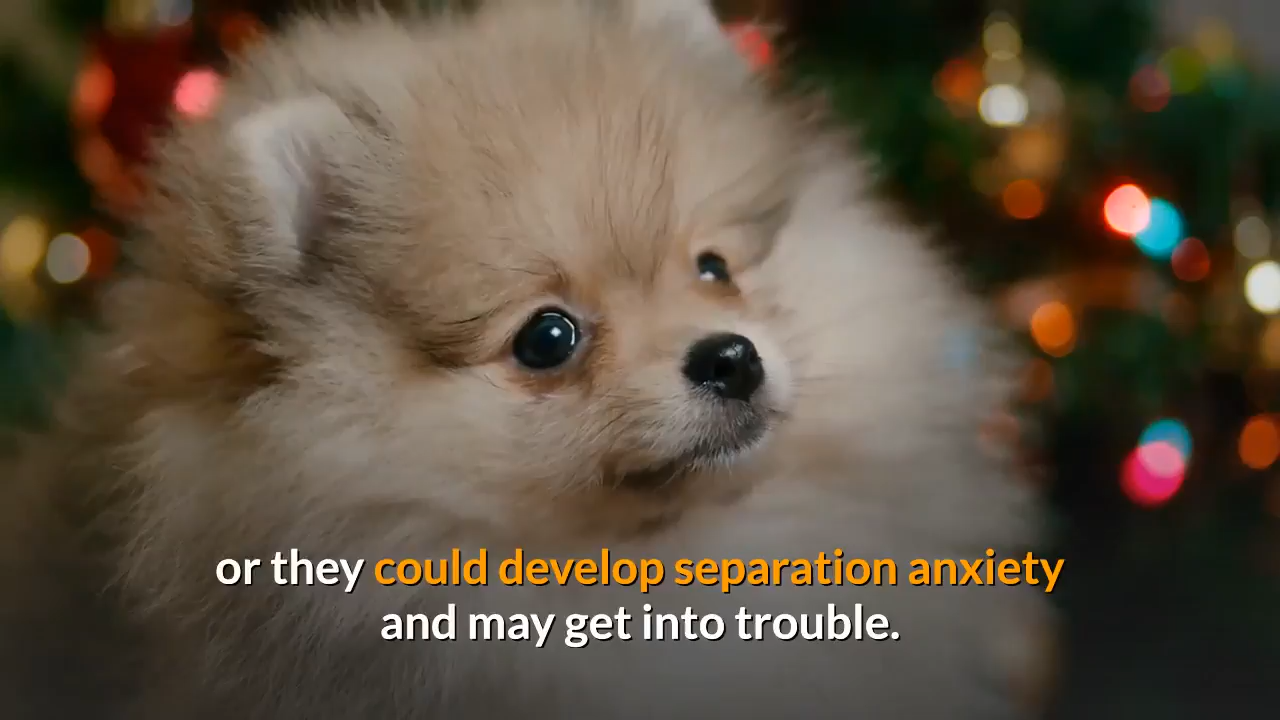 or they could develop separation anxiety
and may get into trouble.